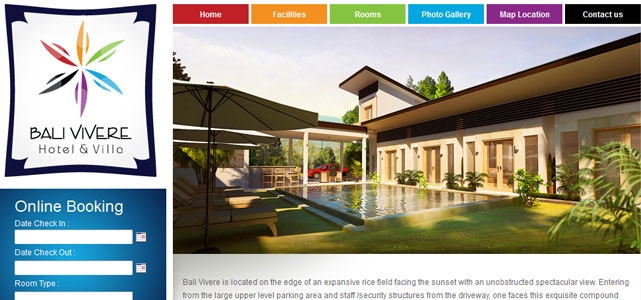 Home
Facilities
Rooms
Photo Gallery
Map Location
Contact us
BALI VIVERE
Hotel & Villa
Online Booking
Date Check In :
Date Check Out :
Room Type :
Bali Vivere is located on the edge of an expansive rice field facing the sunset with an unobstructed spectacular view. Entering
from the large upper level parking area and staff /security structures from the driveway, one faces this exquisite compound